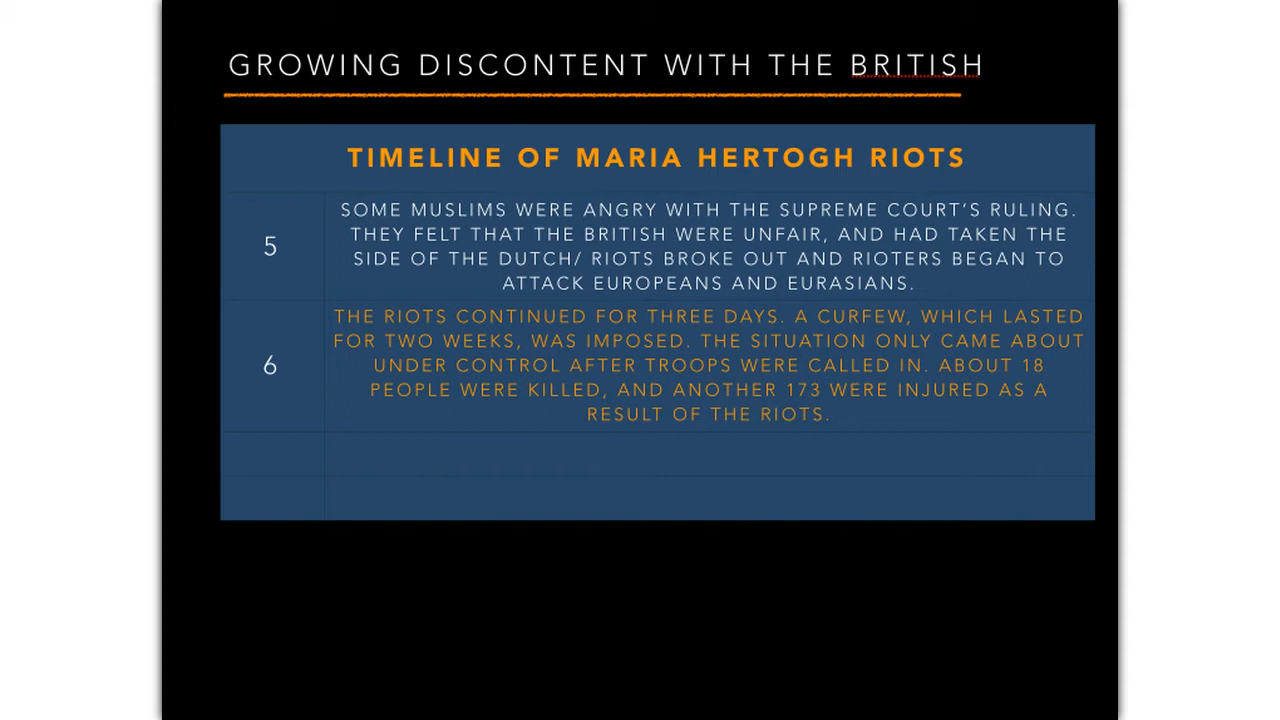 GROWING DISCONTENT WITH THE BRITISH
TIMELINE OF MARIA HERTOGH RIOTS
5
SOME MUSLIMS WERE ANGRY WITH THE SUPREME COURT'S RULING.
THEY FELT THAT THE BRITISH WERE UNFAIR, AND HAD TAKEN THE
SIDE OF THE DUTCH/ RIOTS BROKE OUT AND RIOTERS BEGAN TO
ATTACK EUROPEANS AND EURASIANS.
6
THE RIOTS CONTINUED FOR THREE DAYS. A CURFEW, WHICH LASTED
FOR TWO WEEKS, WAS IMPOSED. THE SITUATION ONLY CAME ABOUT
UNDER CONTROL AFTER TROOPS WERE CALLED IN. ABOUT 18
PEOPLE WERE KILLED, AND ANOTHER 173 WERE INJURED AS A
RESULT OF THE RIOTS.